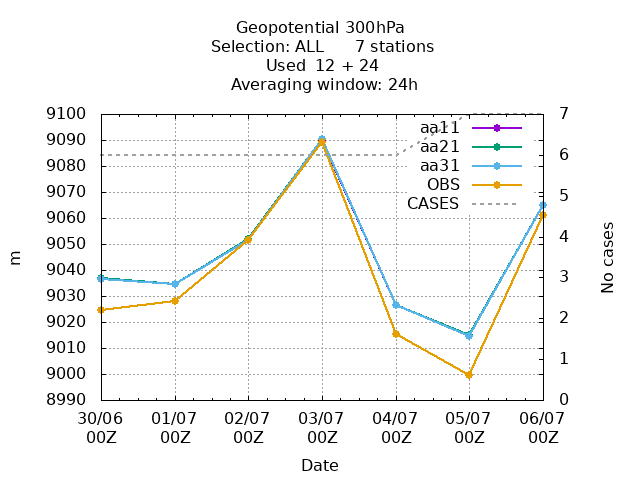 Geopotential 300hPa
Selection: ALL 7 stations
Used 12 + 24
Averaging window: 24h
9100
9090
9080
9070
9060
9050
9040
9030
9020
9010
9000
8990
m
7
6
5
4
3
2
1
0
No cases
aa11
aa21
aa31
OBS
CASES
30/06 01/07 02/07 03/07 04/07 05/07 06/07
00Z 00Z 00Z 00Z 00Z 00Z 00Z
Date